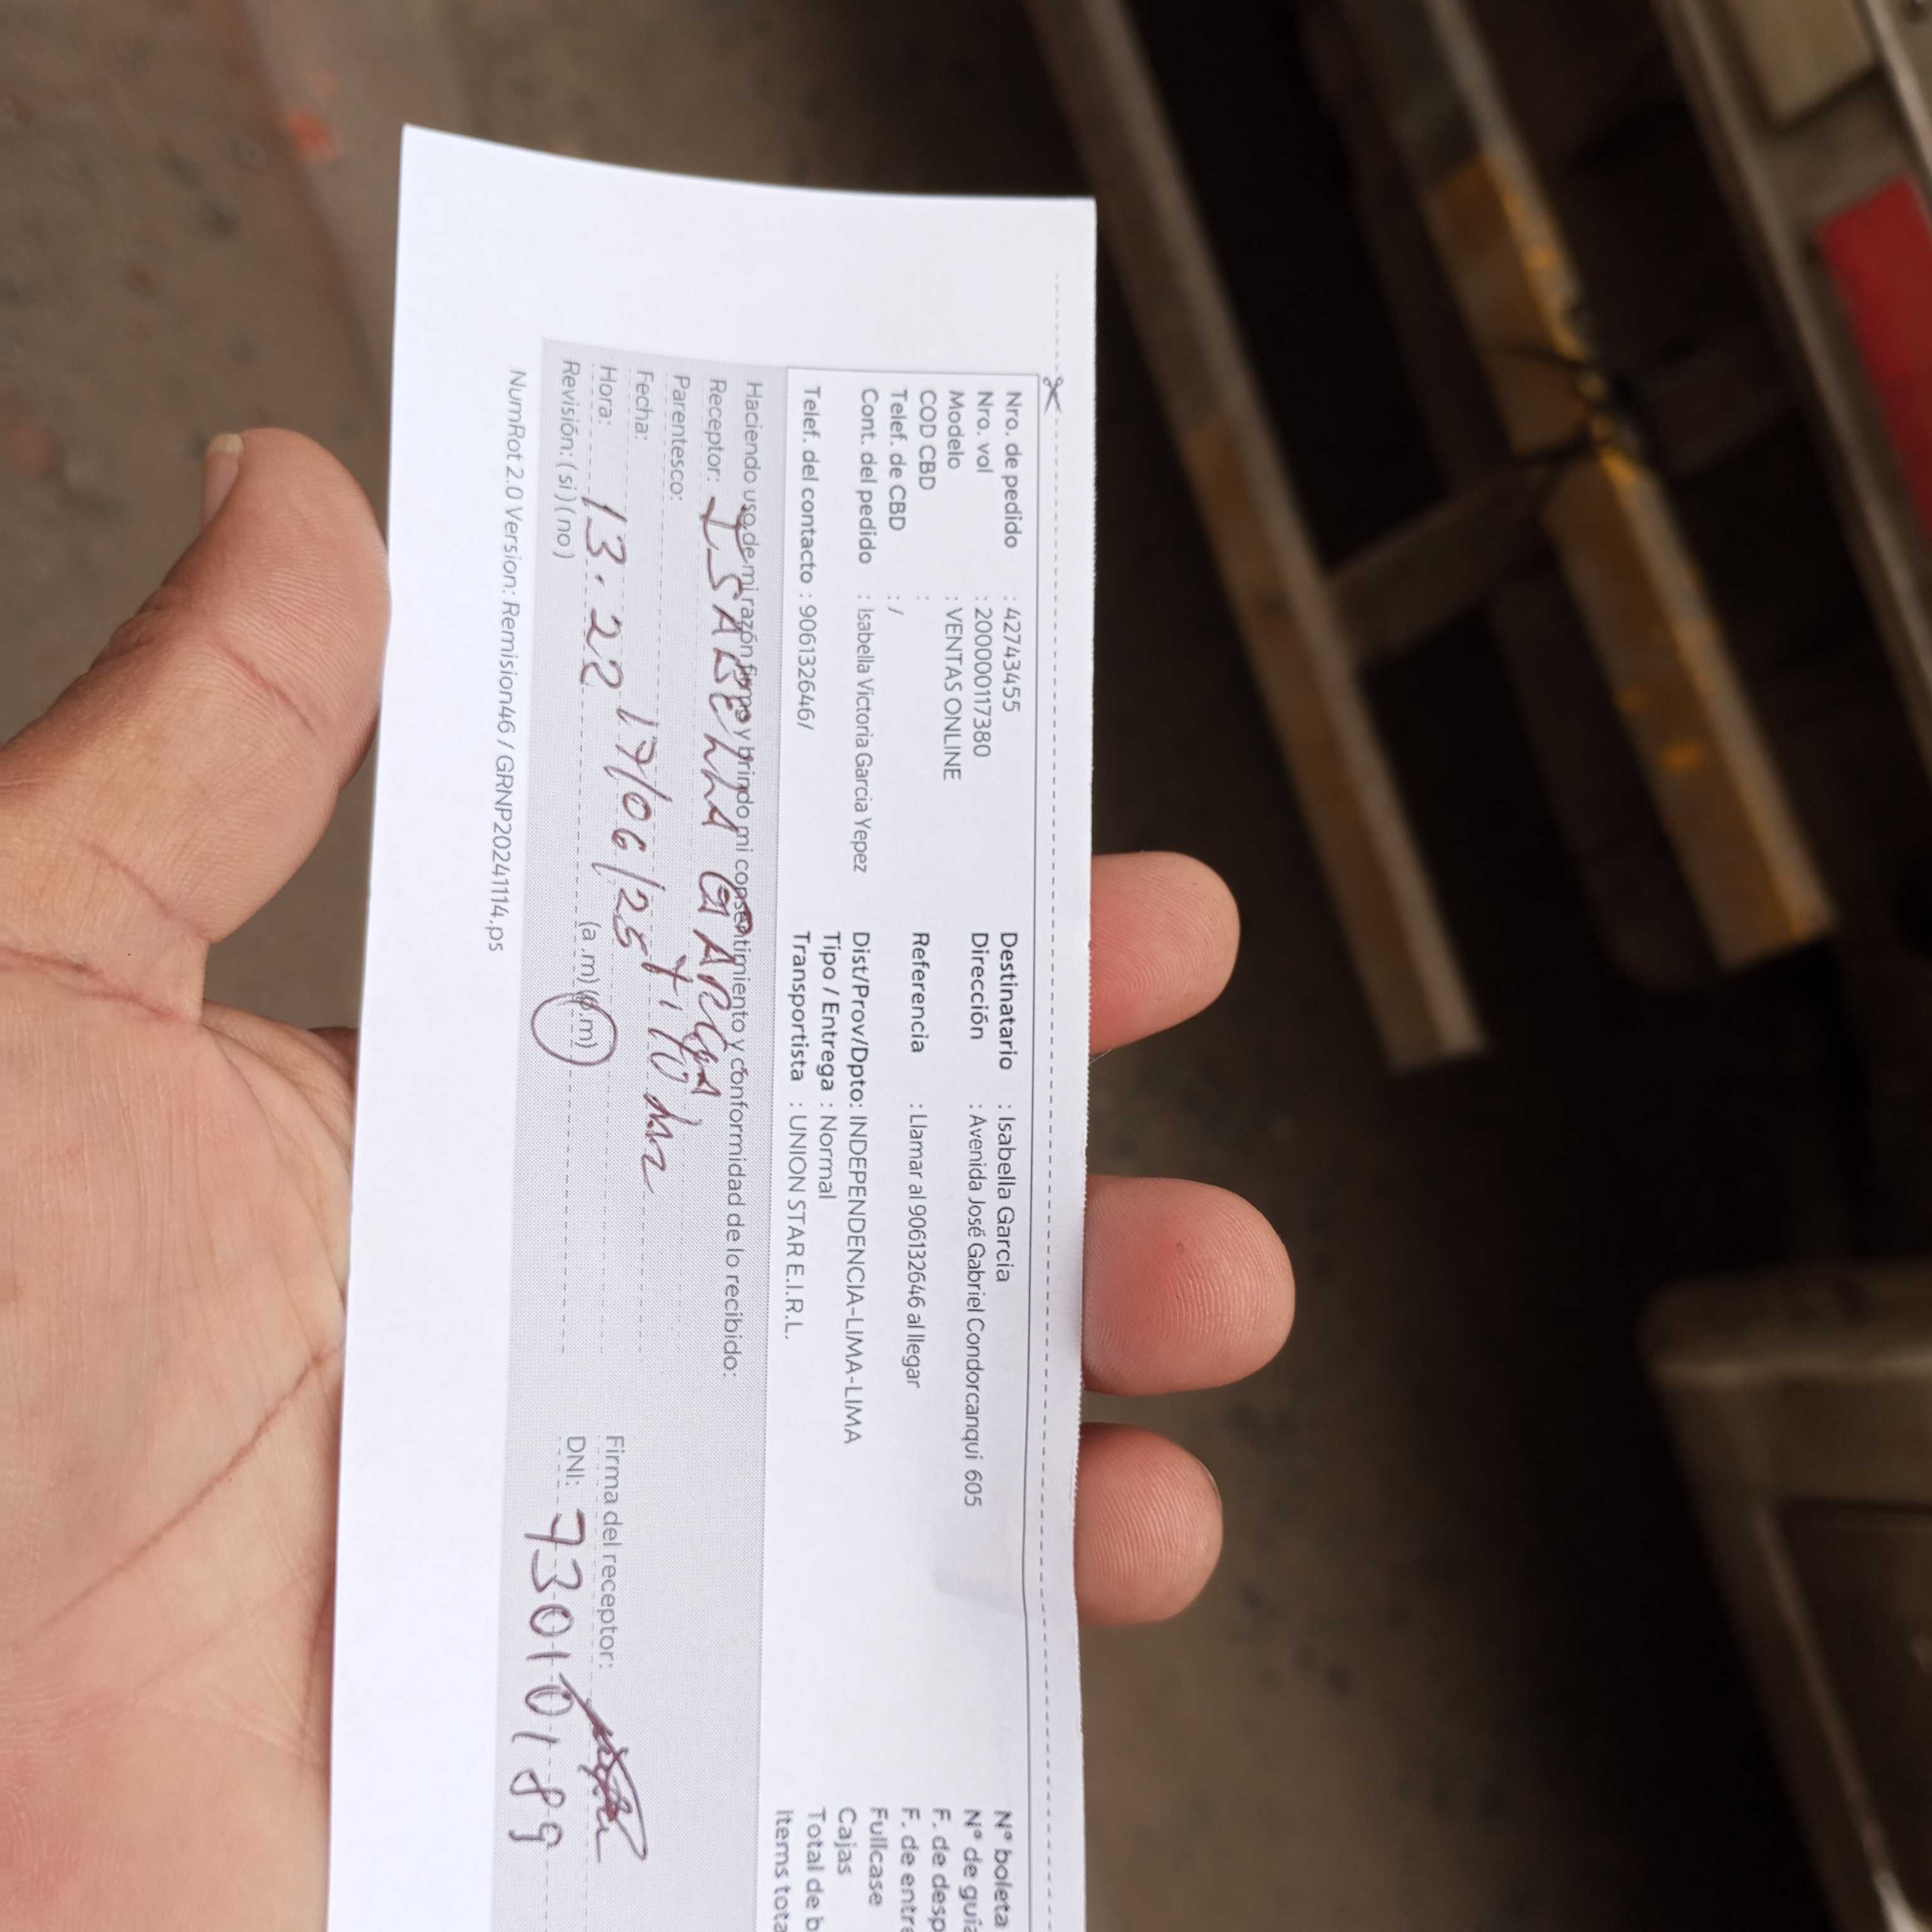 Nro. de pedido : 42743455
Nro. vol : 200000117380
Modelo : VENTAS ONLINE
COD CBD :
Telef. de CBD : /
Cont. del pedido : Isabella Victoria Garcia Yepez
Telef. del contacto : 906132646/
Destinatario : Isabella Garcia
Dirección : Avenida José Gabriel Condorcanqui 605
Referencia : Llamar al 906132646 al llegar
Dist/Prov/Dpto: INDEPENDENCIA-LIMA-LIMA
Tipo / Entrega : Normal
Transportista : UNION STAR E.I.R.L.
N° boleta
N° de guía
F. de desp
F. de entre
Fullcase
Cajas
Total de b
Items tota
Haciendo uso de mi razón firmo y brindo mi consentimiento y conformidad de lo recibido:
Receptor: ISABELLA GARCIA
Parentesco: titular
Fecha: 17/06/25
Hora: 13.22 (a.m) (p.m)
Revisión: (si) (no)
Firma del receptor:
DNI: 73010189
NumRot 2.0 Version: Remision46 / GRNP20241114.ps